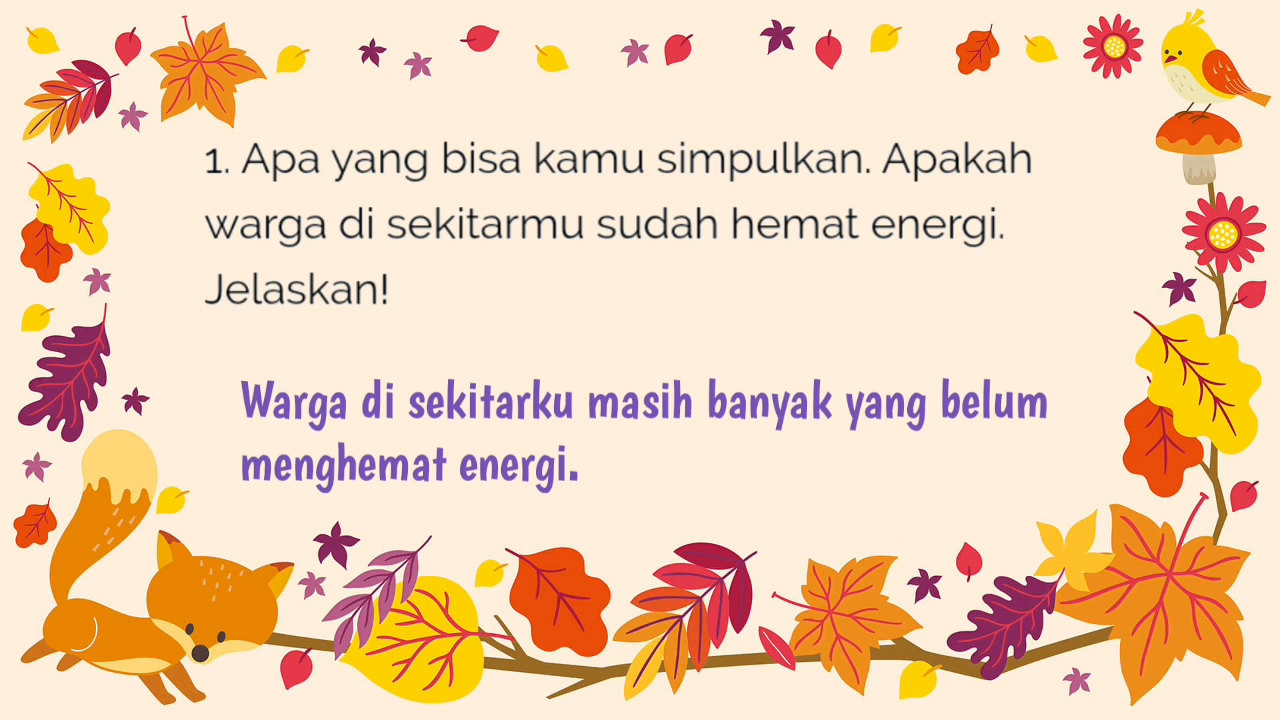 1. Apa yang bisa kamu simpulkan. Apakah
warga di sekitarmu sudah hemat energi.
Jelaskan!
Warga di sekitarku masih banyak yang belum
menghemat energi.